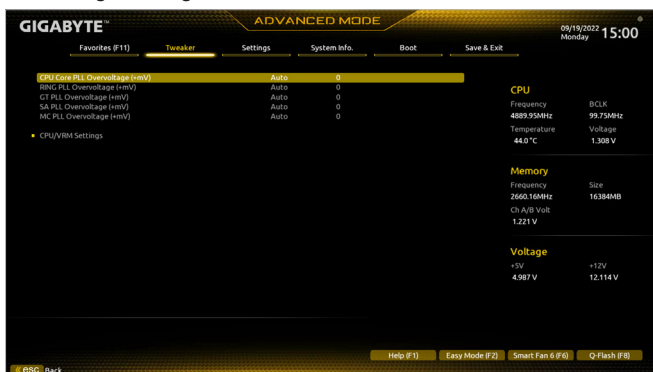 GIGABYTE™
ADVANCED MODE
09/19/2022 Monday 15:00
Favorites (F11) Tweaker Settings System Info. Boot Save & Exit
CPU Core PLL Overvoltage (+mV) Auto 0
RING PLL Overvoltage (+mV) Auto 0
GT PLL Overvoltage (+mV) Auto 0
SA PLL Overvoltage (+mV) Auto 0
MC PLL Overvoltage (+mV) Auto 0
CPU/VRM Settings
CPU
Frequency BCLK
4889.95MHz 99.75MHz
Temperature Voltage
44.0 °C 1.308 V
Memory
Frequency Size
2660.16MHz 16384MB
Ch A/B Volt
1.221 V
Voltage
+5V +12V
4.987 V 12.114 V
Help (F1) Easy Mode (F2) Smart Fan 6 (F6) Q-Flash (F8)
esc Back